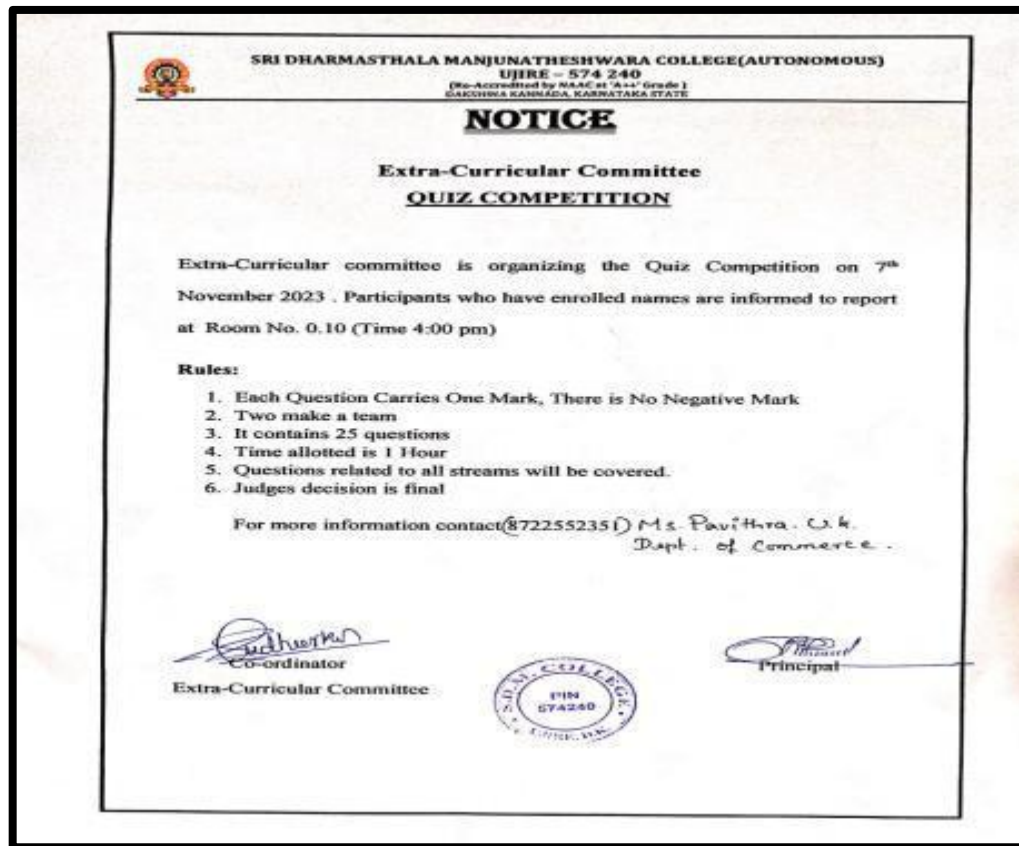 SRI DHARMASTHALA MANJUNATHESHWARA COLLEGE(AUTONOMOUS)
UJIRE – 574 240
(Re-Accredited by NAAC at 'A++' Grade )
DAKSHINA KANNADA, KARNATAKA STATE
NOTICE
Extra-Curricular Committee
QUIZ COMPETITION
Extra-Curricular committee is organizing the Quiz Competition on 7th
November 2023 . Participants who have enrolled names are informed to report
at Room No. 0.10 (Time 4:00 pm)
Rules:
1. Each Question Carries One Mark, There is No Negative Mark
2. Two make a team
3. It contains 25 questions
4. Time allotted is 1 Hour
5. Questions related to all streams will be covered.
6. Judges decision is final
For more information contact(8722552351) Ms. Pavithra.
Dept. of Commerce.
Co-ordinator
Principal
Extra-Curricular Committee
S.D.M. COLLEGE
PIN
574240
UJIRE, D.K.